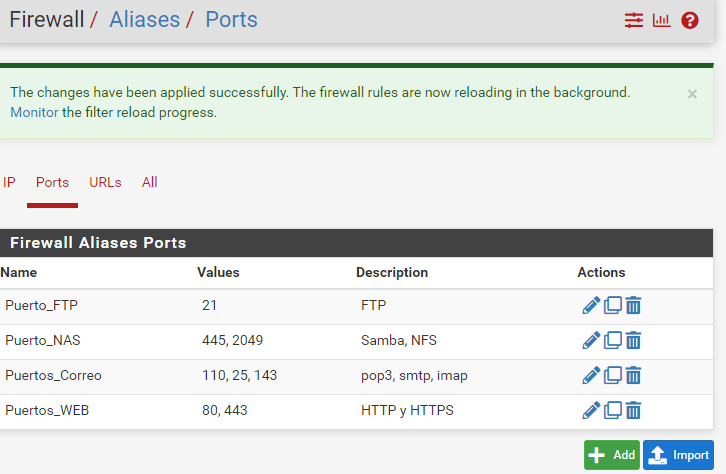 Firewall / Aliases / Ports
The changes have been applied successfully. The firewall rules are now reloading in the background.
Monitor the filter reload progress.
IP Ports URLs All
Firewall Aliases Ports
Name Values Description Actions
Puerto_FTP 21 FTP
Puerto_NAS 445, 2049 Samba, NFS
Puertos_Correo 110, 25, 143 pop3, smtp, imap
Puertos_WEB 80, 443 HTTP y HTTPS
Add Import